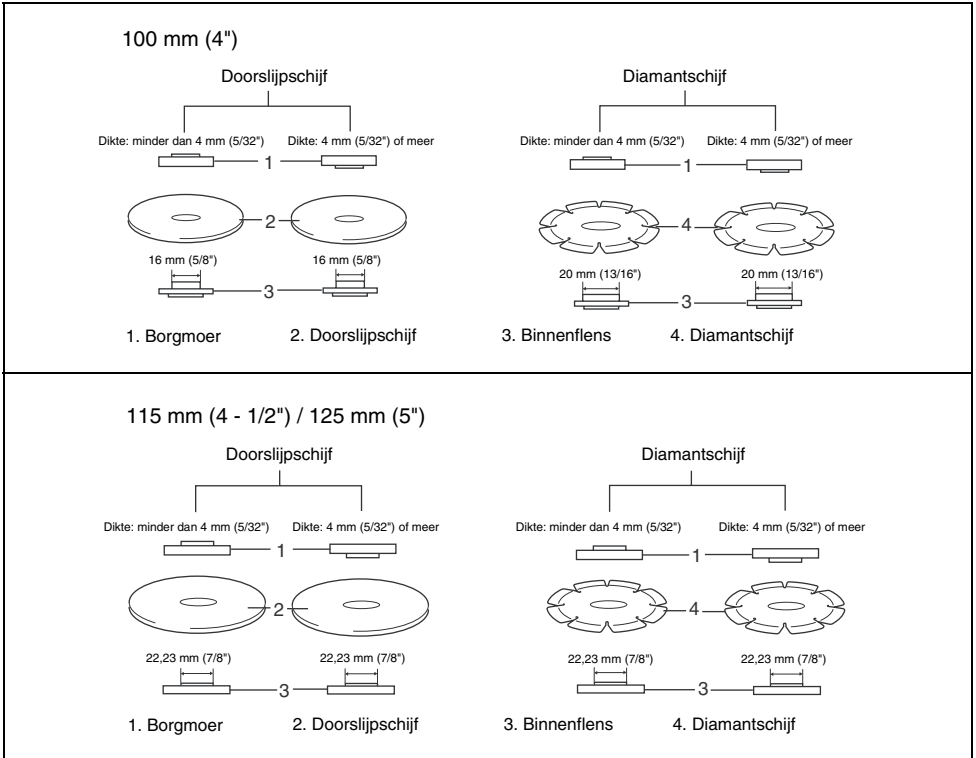 100 mm (4")
Doorslijpschijf
Diamantschijf
Dikte: minder dan 4 mm (5/32")
Dikte: 4 mm (5/32") of meer
Dikte: minder dan 4 mm (5/32")
Dikte: 4 mm (5/32") of meer
1
1
2
4
16 mm (5/8")
16 mm (5/8")
20 mm (13/16")
20 mm (13/16")
3
3
1. Borgmoer
2. Doorslijpschijf
3. Binnenflens
4. Diamantschijf
115 mm (4 - 1/2") / 125 mm (5")
Doorslijpschijf
Diamantschijf
Dikte: minder dan 4 mm (5/32")
Dikte: 4 mm (5/32") of meer
Dikte: minder dan 4 mm (5/32")
Dikte: 4 mm (5/32") of meer
1
1
2
4
22,23 mm (7/8")
22,23 mm (7/8")
22,23 mm (7/8")
22,23 mm (7/8")
3
3
1. Borgmoer
2. Doorslijpschijf
3. Binnenflens
4. Diamantschijf